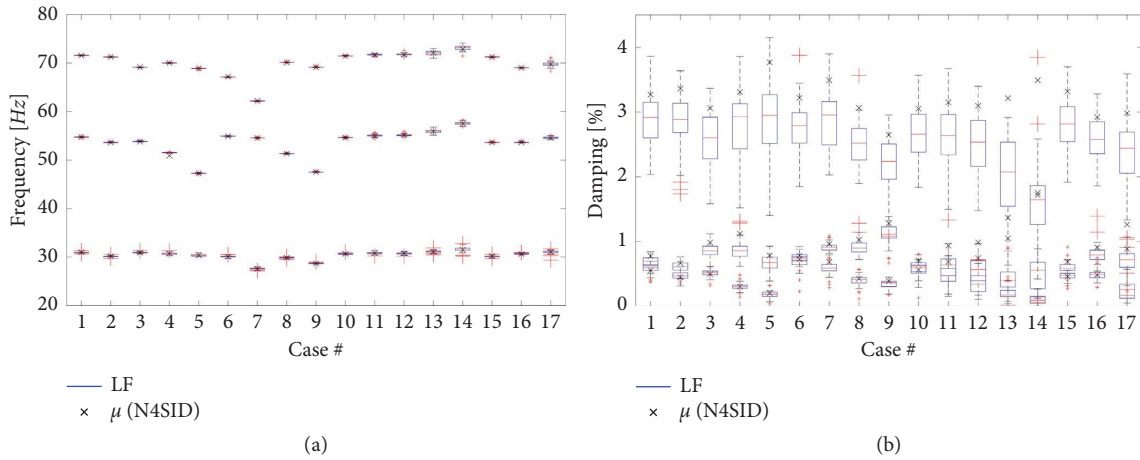 80
70
60
50
40
30
20
Frequency [Hz]
1 2 3 4 5 6 7 8 9 10 11 12 13 14 15 16 17
Case #
LF
μ (N4SID)
(a)
4
3
2
1
0
Damping [%]
1 2 3 4 5 6 7 8 9 10 11 12 13 14 15 16 17
Case #
LF
μ (N4SID)
(b)